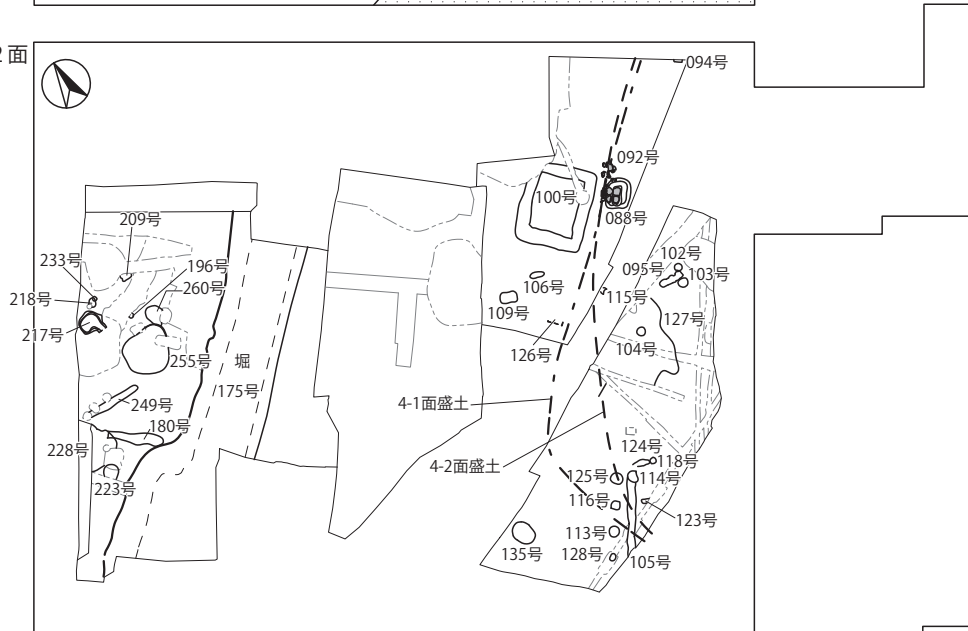 2面
094号
092号
100号
088号
209号
102号
233号
196号
095号
103号
218号
260号
106号
115号
109号
127号
217号
104号
126号
255号
堀
175号
249号
4-1面盛土
180号
228号
4-2面盛土
124号
118号
125号
114号
223号
116号
123号
113号
135号
128号
105号